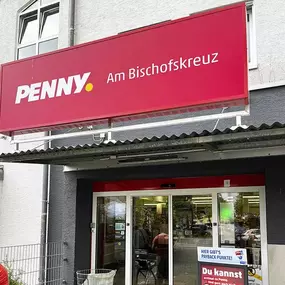 PENNY.
Am Bischofskreuz
HIER GIBT'S
PAYBACK PUNKTE!
Du kannst